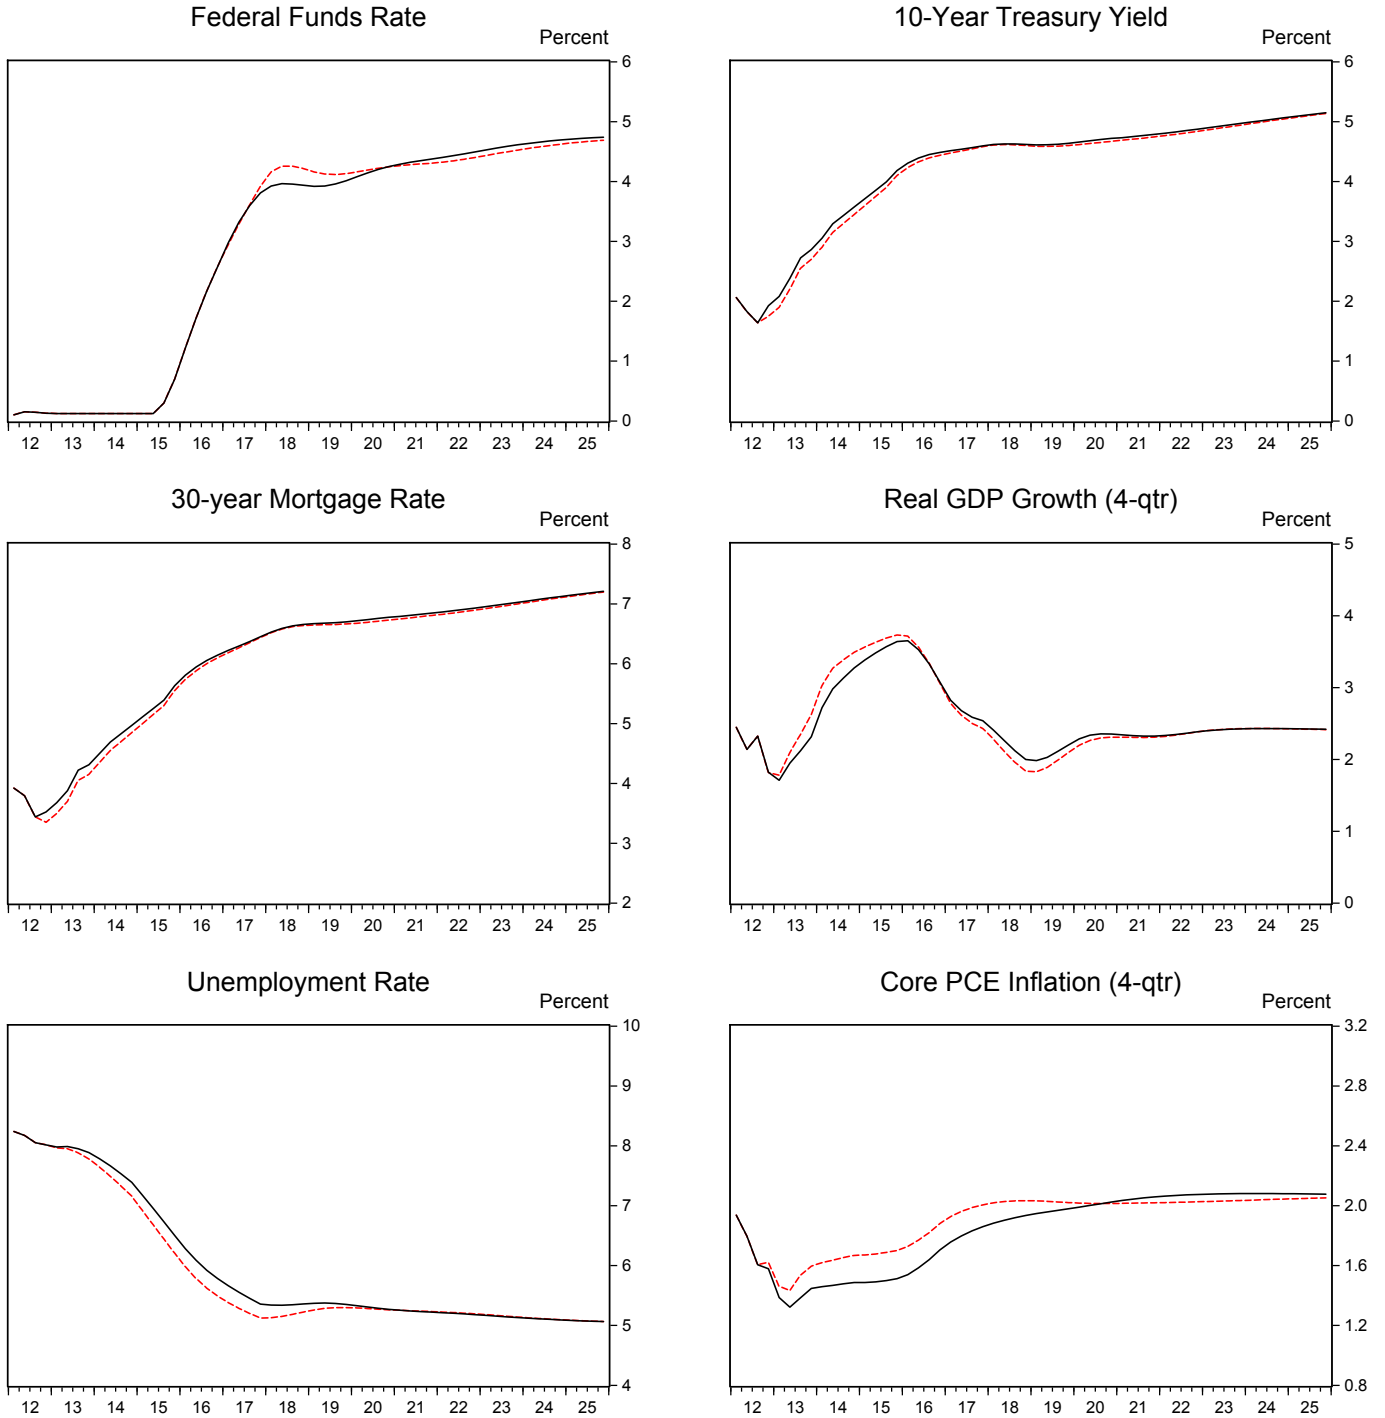 Federal Funds Rate
Percent
6
5
4
3
2
1
0
12 13 14 15 16 17 18 19 20 21 22 23 24 25
10-Year Treasury Yield
Percent
6
5
4
3
2
1
0
12 13 14 15 16 17 18 19 20 21 22 23 24 25
30-year Mortgage Rate
Percent
8
7
6
5
4
3
2
12 13 14 15 16 17 18 19 20 21 22 23 24 25
Real GDP Growth (4-qtr)
Percent
5
4
3
2
1
0
12 13 14 15 16 17 18 19 20 21 22 23 24 25
Unemployment Rate
Percent
10
9
8
7
6
5
4
12 13 14 15 16 17 18 19 20 21 22 23 24 25
Core PCE Inflation (4-qtr)
Percent
3.2
2.8
2.4
2.0
1.6
1.2
0.8
12 13 14 15 16 17 18 19 20 21 22 23 24 25